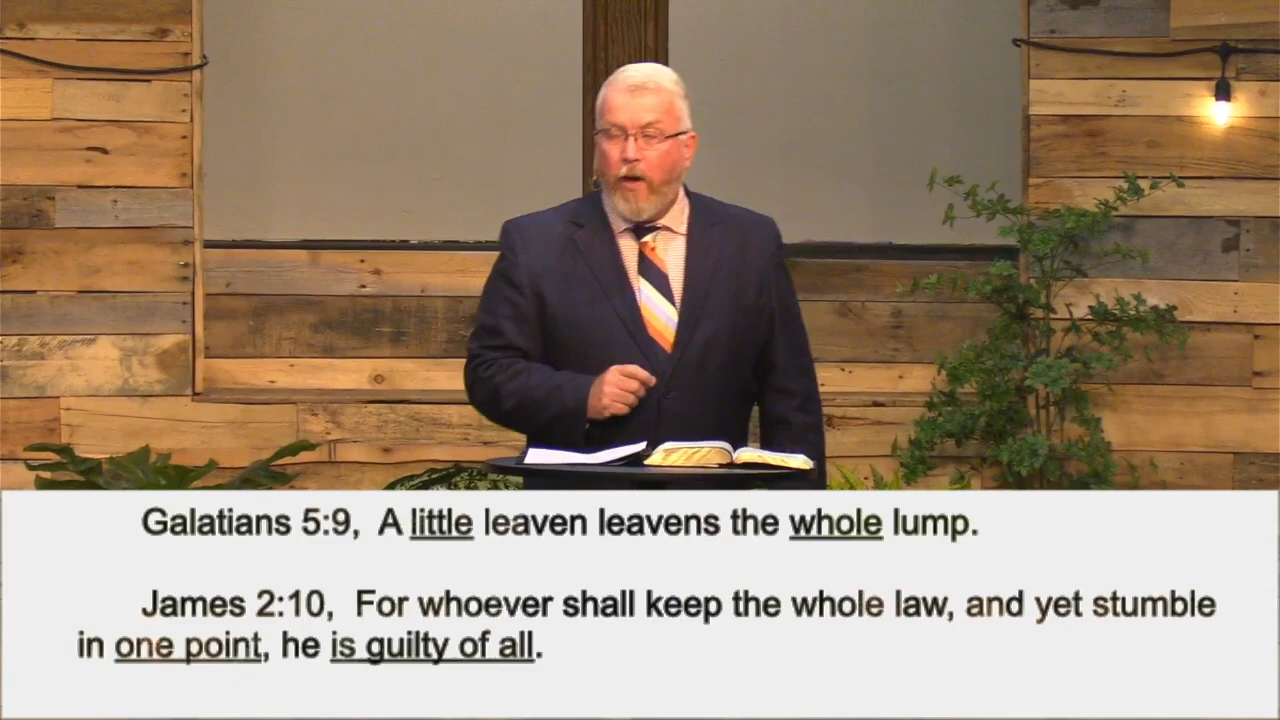 Galatians 5:9, A little leaven leavens the whole lump.
James 2:10, For whoever shall keep the whole law, and yet stumble
in one point, he is guilty of all.